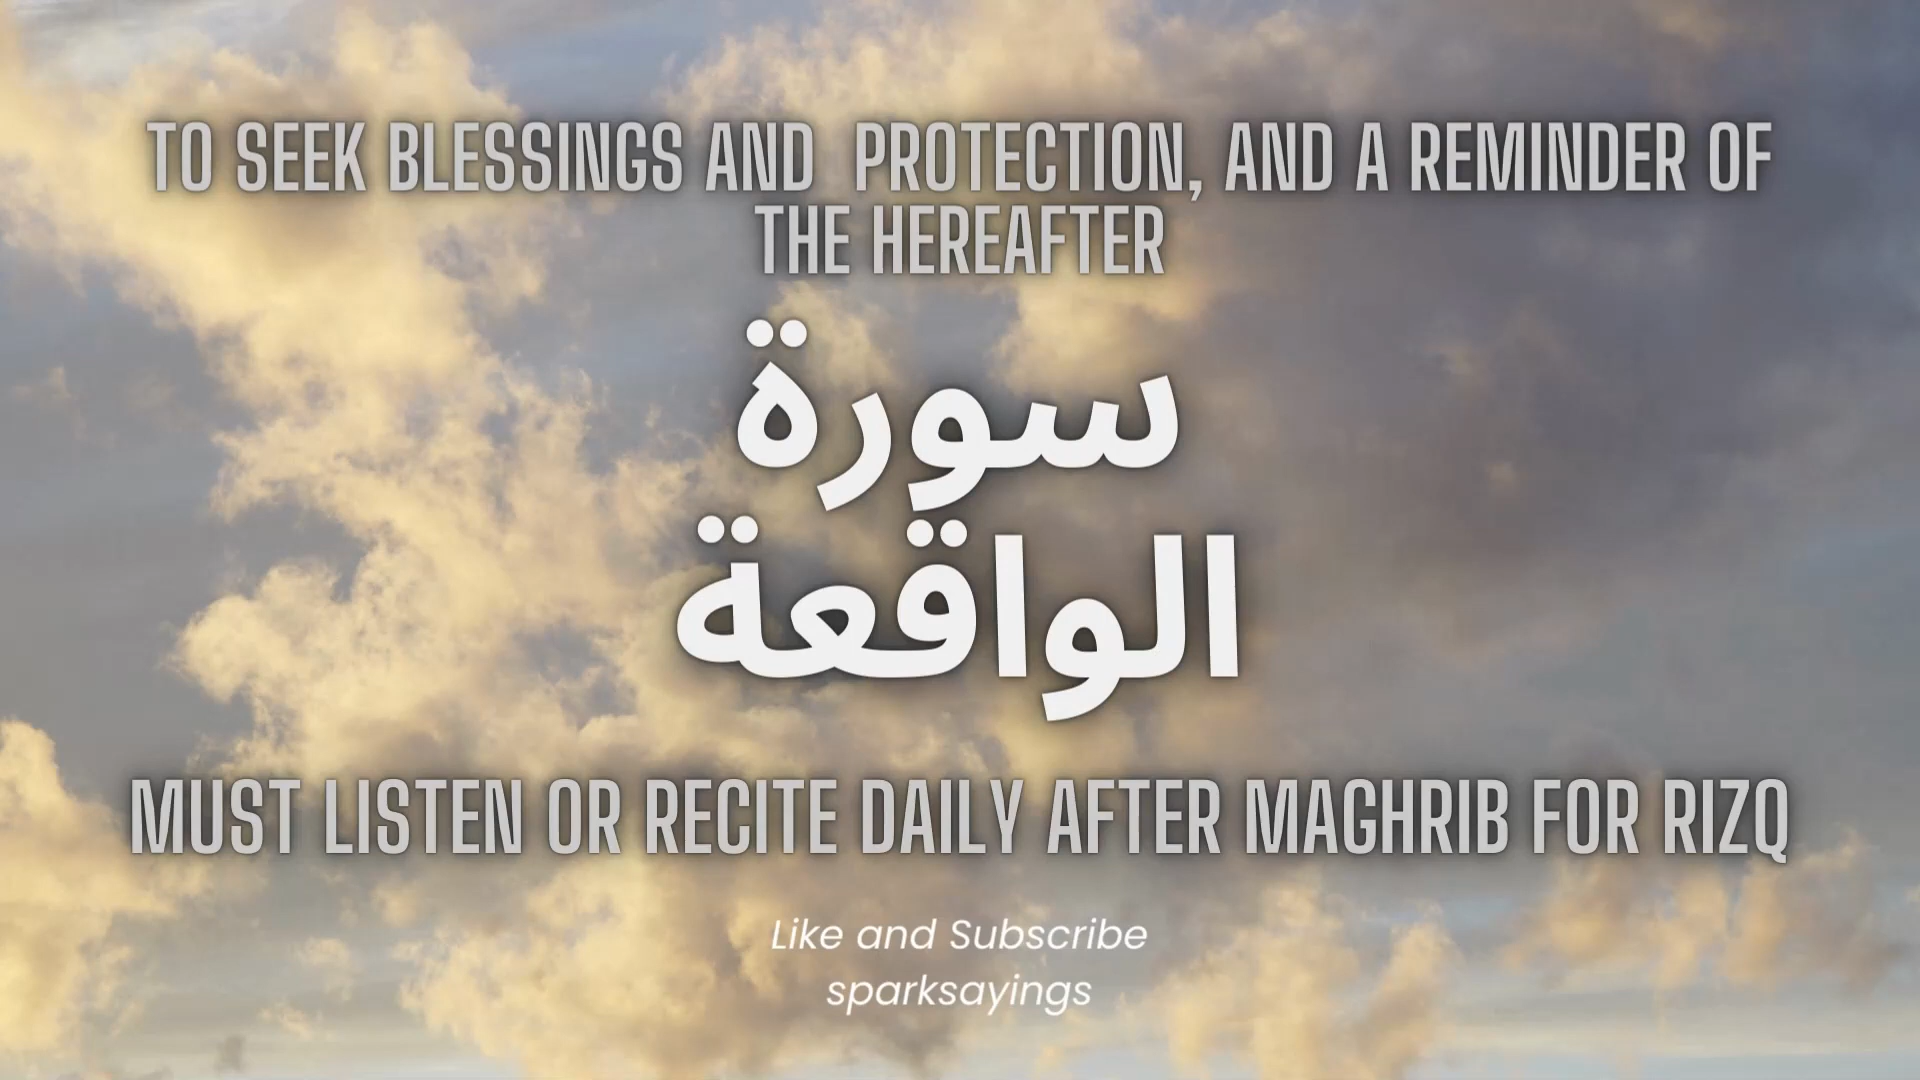 TO SEEK BLESSINGS AND PROTECTION, AND A REMINDER OF
THE HEREAFTER
سورة
الواقعة
MUST LISTEN OR RECITE DAILY AFTER MAGHRIB FOR RIZQ
Like and Subscribe
sparksayings